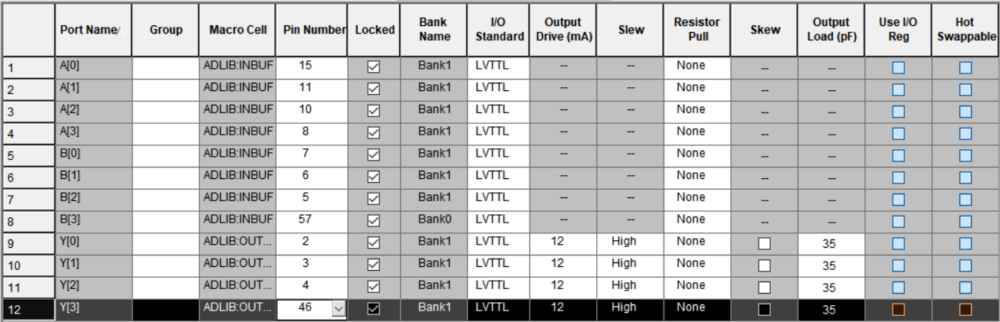 Port Name Group Macro Cell Pin Number Locked Bank Name I/O Standard Output Drive (mA) Slew Resistor Pull Skew Output Load (pF) Use I/O Reg Hot Swappable
1 A[0] ADLIB:INBUF 15 Bank1 LVTTL -- -- None -- --
2 A[1] ADLIB:INBUF 11 Bank1 LVTTL -- -- None -- --
3 A[2] ADLIB:INBUF 10 Bank1 LVTTL -- -- None -- --
4 A[3] ADLIB:INBUF 8 Bank1 LVTTL -- -- None -- --
5 B[0] ADLIB:INBUF 7 Bank1 LVTTL -- -- None -- --
6 B[1] ADLIB:INBUF 6 Bank1 LVTTL -- -- None -- --
7 B[2] ADLIB:INBUF 5 Bank1 LVTTL -- -- None -- --
8 B[3] ADLIB:INBUF 57 Bank0 LVTTL -- -- None -- --
9 Y[0] ADLIB:OUT... 2 Bank1 LVTTL 12 High None 35
10 Y[1] ADLIB:OUT... 3 Bank1 LVTTL 12 High None 35
11 Y[2] ADLIB:OUT... 4 Bank1 LVTTL 12 High None 35
12 Y[3] ADLIB:OUT... 46 Bank1 LVTTL 12 High None 35